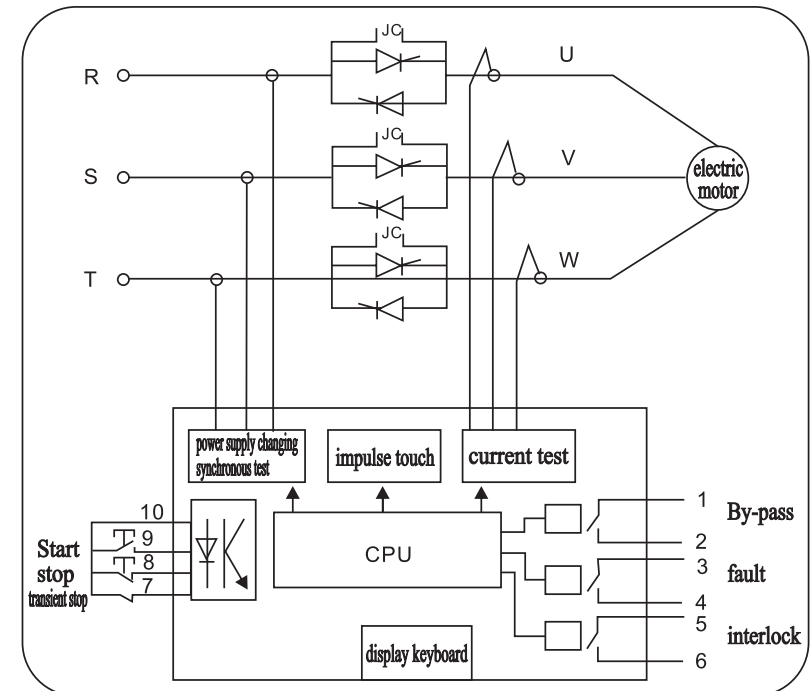 JC
R
U
JC
S
V
electric
motor
JC
T
W
power supply changing
synchronous test
impulse touch
current test
10
9
8
7
Start
stop
transient stop
CPU
1
By-pass
2
3
fault
4
5
interlock
6
display keyboard